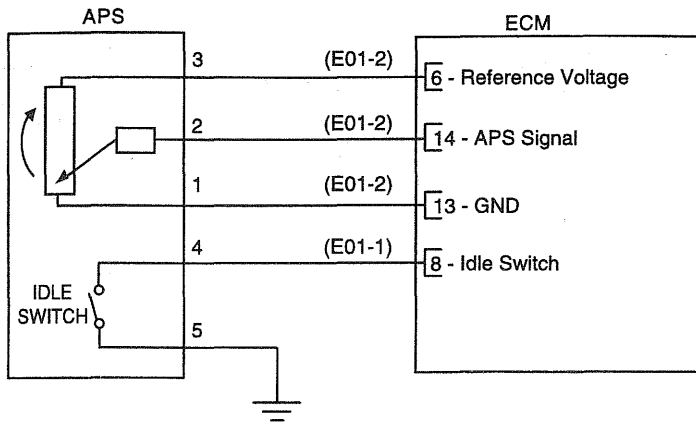 APS
ECM
3
(E01-2)
6 - Reference Voltage
2
(E01-2)
14 - APS Signal
1
(E01-2)
13 - GND
4
(E01-1)
8 - Idle Switch
IDLE
SWITCH
5